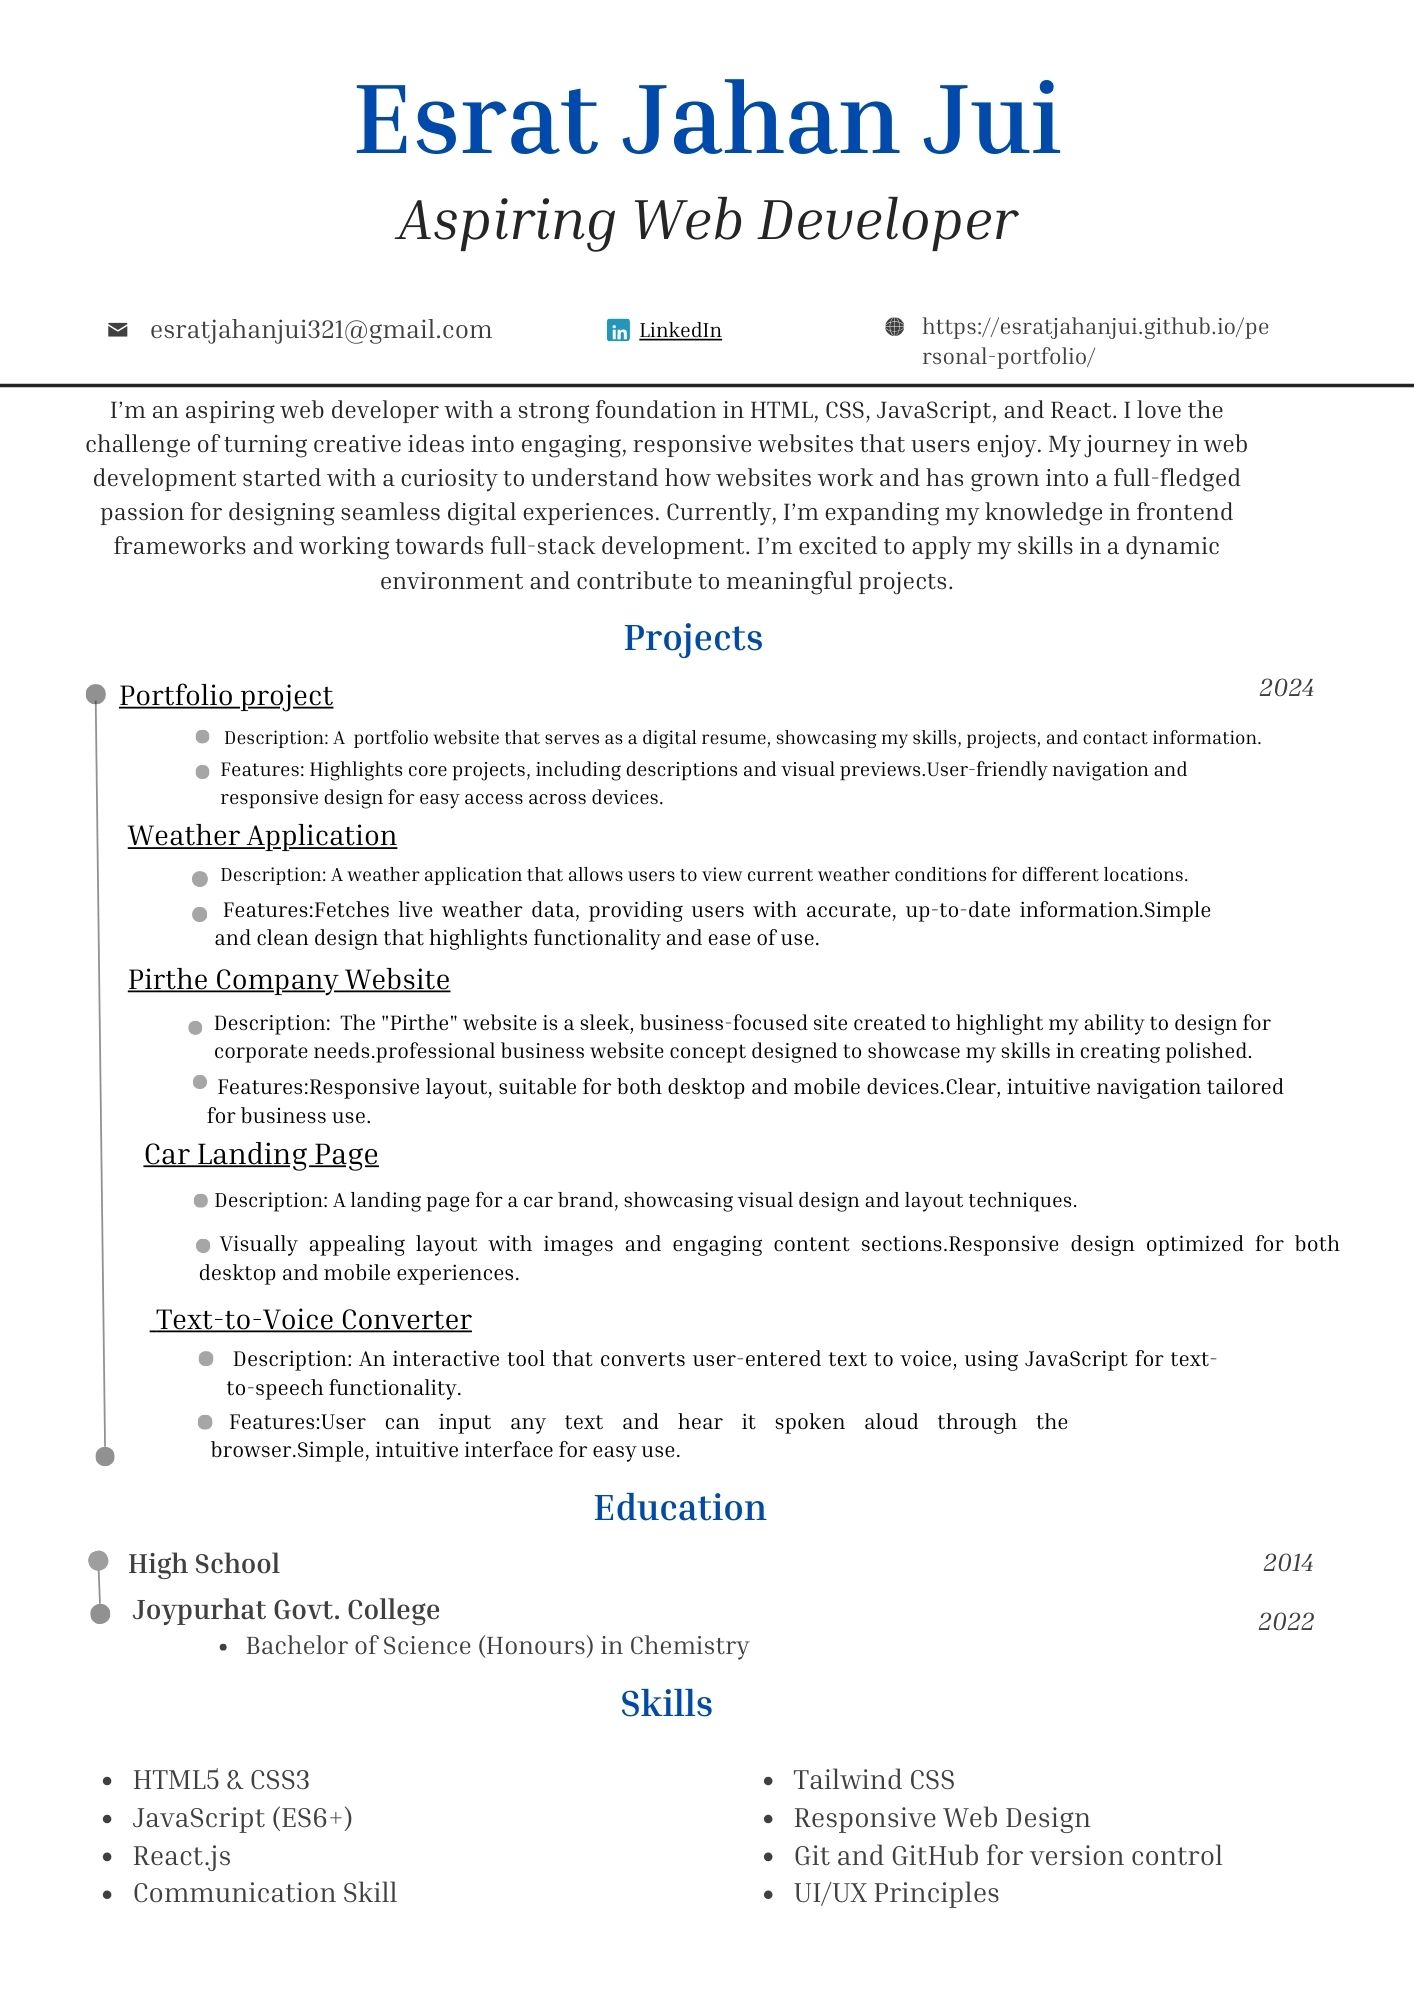 Esrat Jahan Jui
Aspiring Web Developer
esratjahanjui321@gmail.com
LinkedIn
https://esratjahanjui.github.io/pe
rsonal-portfolio/
I’m an aspiring web developer with a strong foundation in HTML, CSS, JavaScript, and React. I love the
challenge of turning creative ideas into engaging, responsive websites that users enjoy. My journey in web
development started with a curiosity to understand how websites work and has grown into a full-fledged
passion for designing seamless digital experiences. Currently, I’m expanding my knowledge in frontend
frameworks and working towards full-stack development. I’m excited to apply my skills in a dynamic
environment and contribute to meaningful projects.
Projects
Portfolio project
2024
Description: A portfolio website that serves as a digital resume, showcasing my skills, projects, and contact information.
Features: Highlights core projects, including descriptions and visual previews.User-friendly navigation and
responsive design for easy access across devices.
Weather Application
Description: A weather application that allows users to view current weather conditions for different locations.
Features:Fetches live weather data, providing users with accurate, up-to-date information.Simple
and clean design that highlights functionality and ease of use.
Pirthe Company Website
Description: The "Pirthe" website is a sleek, business-focused site created to highlight my ability to design for
corporate needs.professional business website concept designed to showcase my skills in creating polished.
Features:Responsive layout, suitable for both desktop and mobile devices.Clear, intuitive navigation tailored
for business use.
Car Landing Page
Description: A landing page for a car brand, showcasing visual design and layout techniques.
Visually appealing layout with images and engaging content sections.Responsive design optimized for both
desktop and mobile experiences.
Text-to-Voice Converter
Description: An interactive tool that converts user-entered text to voice, using JavaScript for text-
to-speech functionality.
Features:User can input any text and hear it spoken aloud through the
browser.Simple, intuitive interface for easy use.
Education
High School
2014
Joypurhat Govt. College
2022
• Bachelor of Science (Honours) in Chemistry
Skills
• HTML5 & CSS3
• JavaScript (ES6+)
• React.js
• Communication Skill
• Tailwind CSS
• Responsive Web Design
• Git and GitHub for version control
• UI/UX Principles